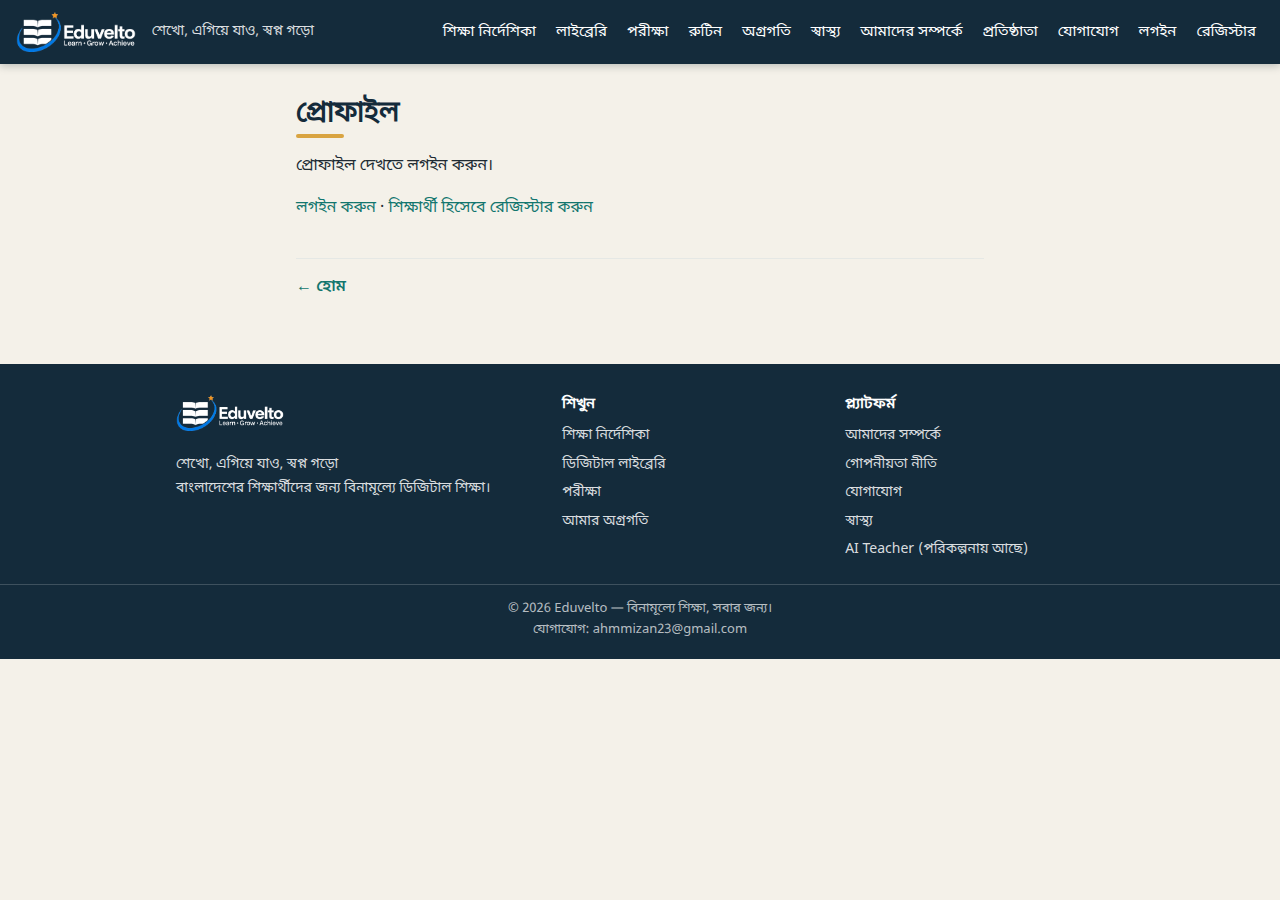 Eduvelto
Learn • Grow • Achieve
শেখো, এগিয়ে যাও, স্বপ্ন গড়ো
শিক্ষা নির্দেশিকা
লাইব্রেরি
পরীক্ষা
রুটিন
অগ্রগতি
স্বাস্থ্য
আমাদের সম্পর্কে
প্রতিষ্ঠাতা
যোগাযোগ
লগইন
রেজিস্টার
প্রোফাইল
প্রোফাইল দেখতে লগইন করুন।
লগইন করুন · শিক্ষার্থী হিসেবে রেজিস্টার করুন
← হোম
Eduvelto
Learn • Grow • Achieve
শেখো, এগিয়ে যাও, স্বপ্ন গড়ো
বাংলাদেশের শিক্ষার্থীদের জন্য বিনামূল্যে ডিজিটাল শিক্ষা।
শিখুন
শিক্ষা নির্দেশিকা
ডিজিটাল লাইব্রেরি
পরীক্ষা
আমার অগ্রগতি
প্ল্যাটফর্ম
আমাদের সম্পর্কে
গোপনীয়তা নীতি
যোগাযোগ
স্বাস্থ্য
AI Teacher (পরিকল্পনায় আছে)
© 2026 Eduvelto — বিনামূল্যে শিক্ষা, সবার জন্য।
যোগাযোগ: ahmmizan23@gmail.com